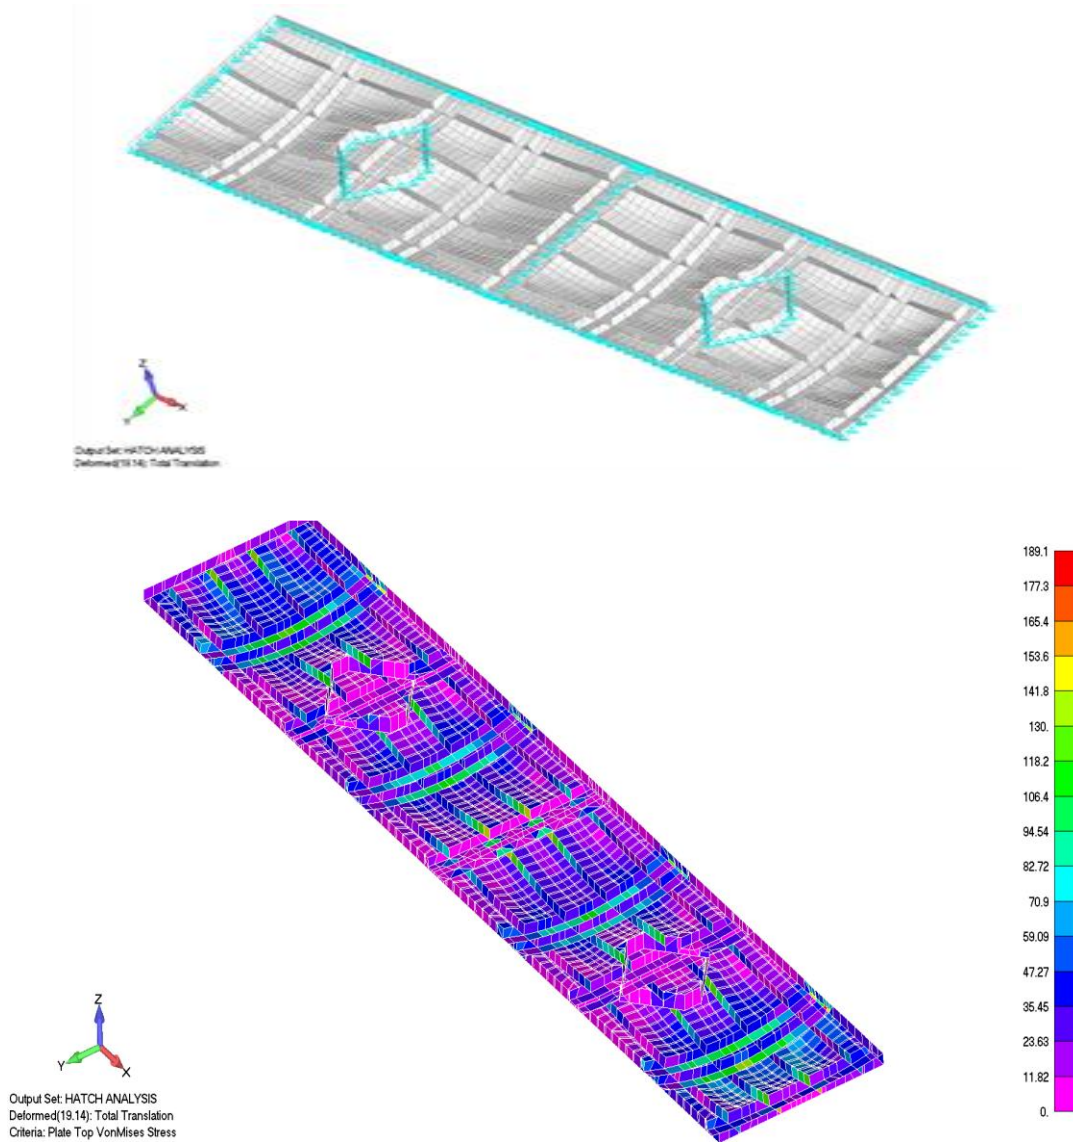 Z
Y
X
Output Set: HATCH ANALYSIS
Deformed(19.14): Total Translation
189.1
177.3
165.4
153.6
141.8
130.
118.2
106.4
94.54
82.72
70.9
59.09
47.27
35.45
23.63
11.82
0.
Z
Y
X
Output Set: HATCH ANALYSIS
Deformed(19.14): Total Translation
Criteria: Plate Top VonMises Stress